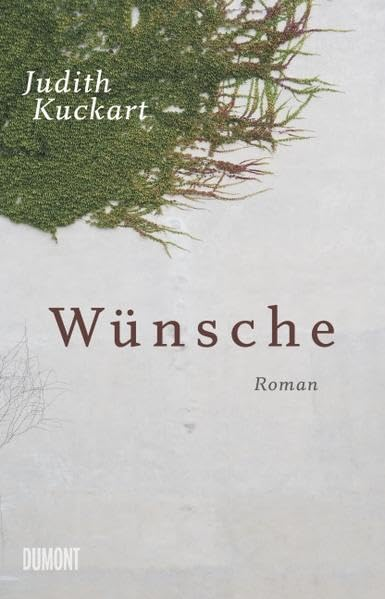 Judith
Kuckart
Wünsche
Roman
DUMONT